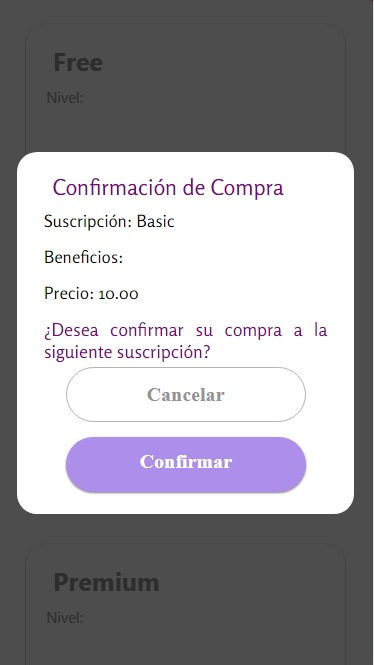 Free
Nivel:
Confirmación de Compra
Suscripción: Basic
Beneficios:
Precio: 10.00
¿Desea confirmar su compra a la
siguiente suscripción?
Cancelar
Confirmar
Premium
Nivel: